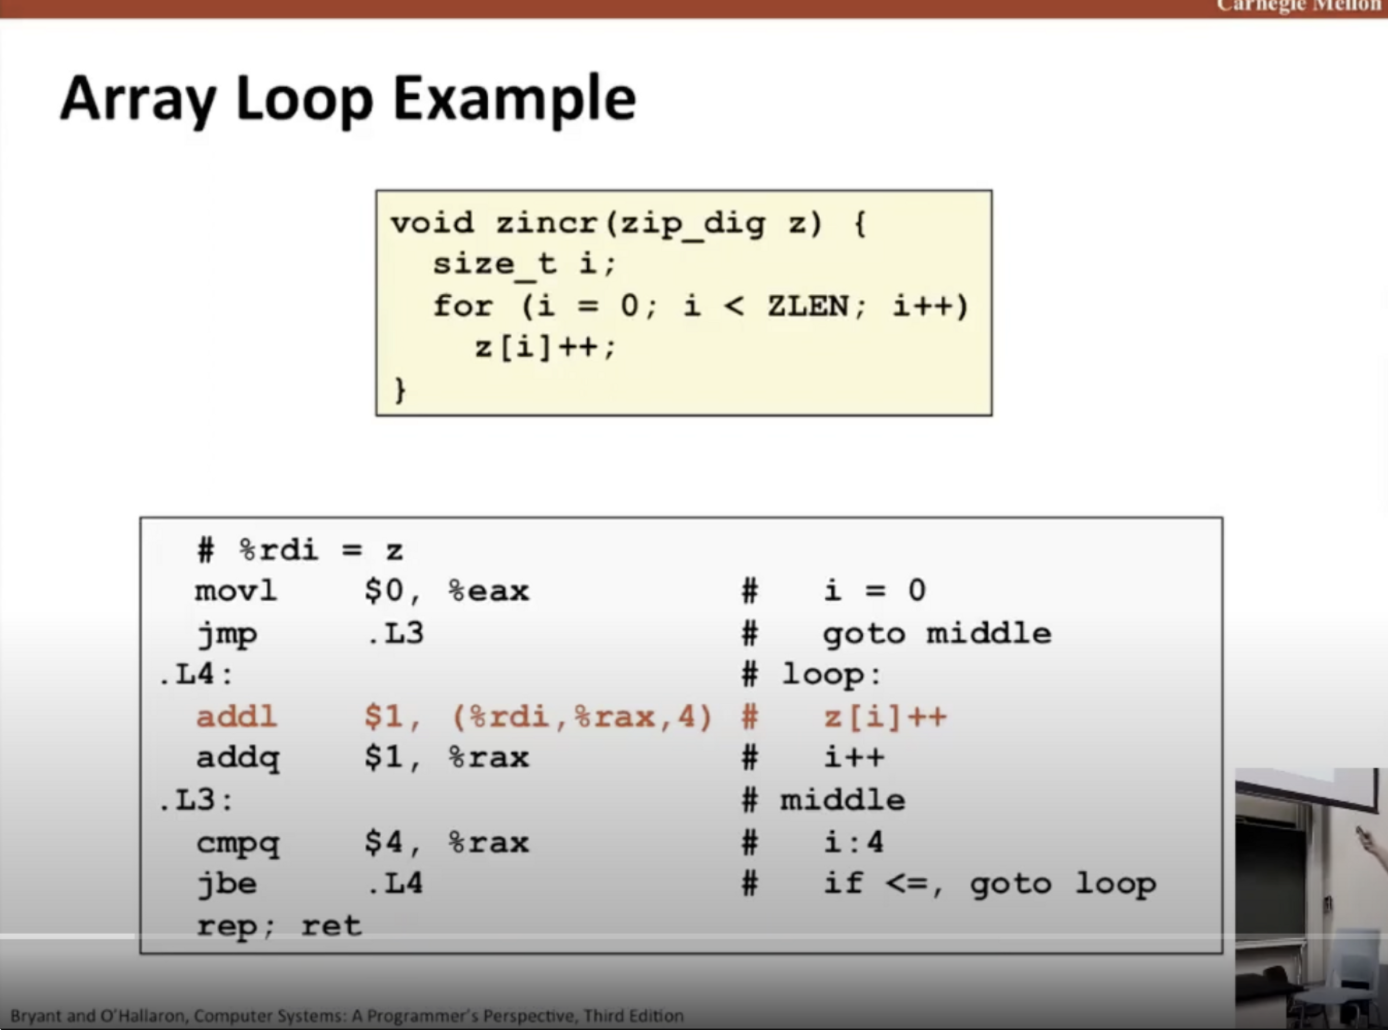 Carnegie Mellon
Array Loop Example
void zincr(zip_dig z) {
  size_t i;
  for (i = 0; i < ZLEN; i++)
    z[i]++;
}
  # %rdi = z
  movl    $0, %eax          #   i = 0
  jmp     .L3               #   goto middle
.L4:                        # loop:
  addl    $1, (%rdi,%rax,4) #   z[i]++
  addq    $1, %rax          #   i++
.L3:                        # middle
  cmpq    $4, %rax          #   i:4
  jbe     .L4               #   if <=, goto loop
  rep; ret
Bryant and O'Hallaron, Computer Systems: A Programmer's Perspective, Third Edition